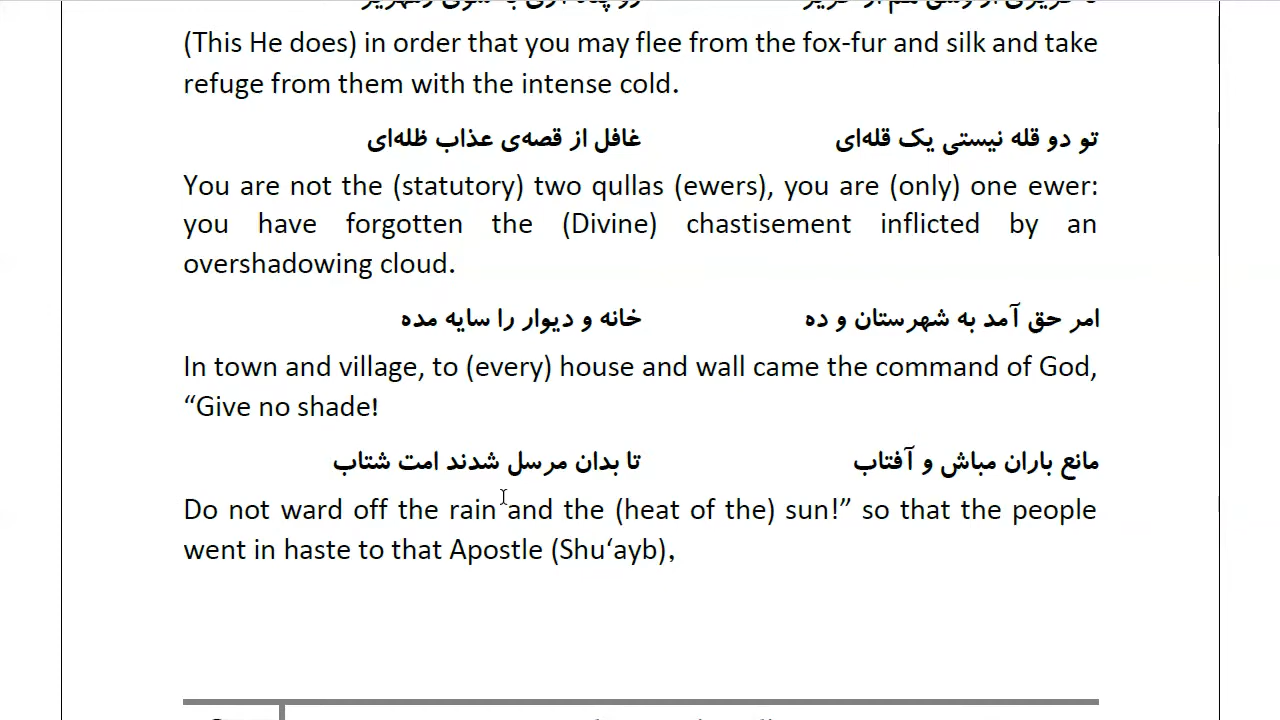 (This He does) in order that you may flee from the fox-fur and silk and take
refuge from them with the intense cold.
تو دو قله نیستی یک قله‌ای غافل از قصه‌ی عذاب ظله‌ای
You are not the (statutory) two qullas (ewers), you are (only) one ewer:
you have forgotten the (Divine) chastisement inflicted by an
overshadowing cloud.
امر حق آمد به شهرستان و ده خانه و دیوار را سایه مده
In town and village, to (every) house and wall came the command of God,
“Give no shade!
مانع باران مباش و آفتاب تا بدان مرسل شدند امت شتاب
Do not ward off the rain and the (heat of the) sun!” so that the people
went in haste to that Apostle (Shu‘ayb),